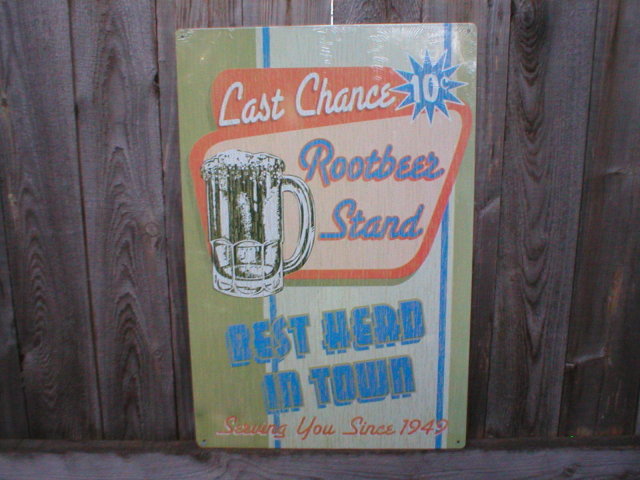 Last Chance
10¢
Rootbeer
Stand
BEST HEAD
IN TOWN
Serving You Since 1949